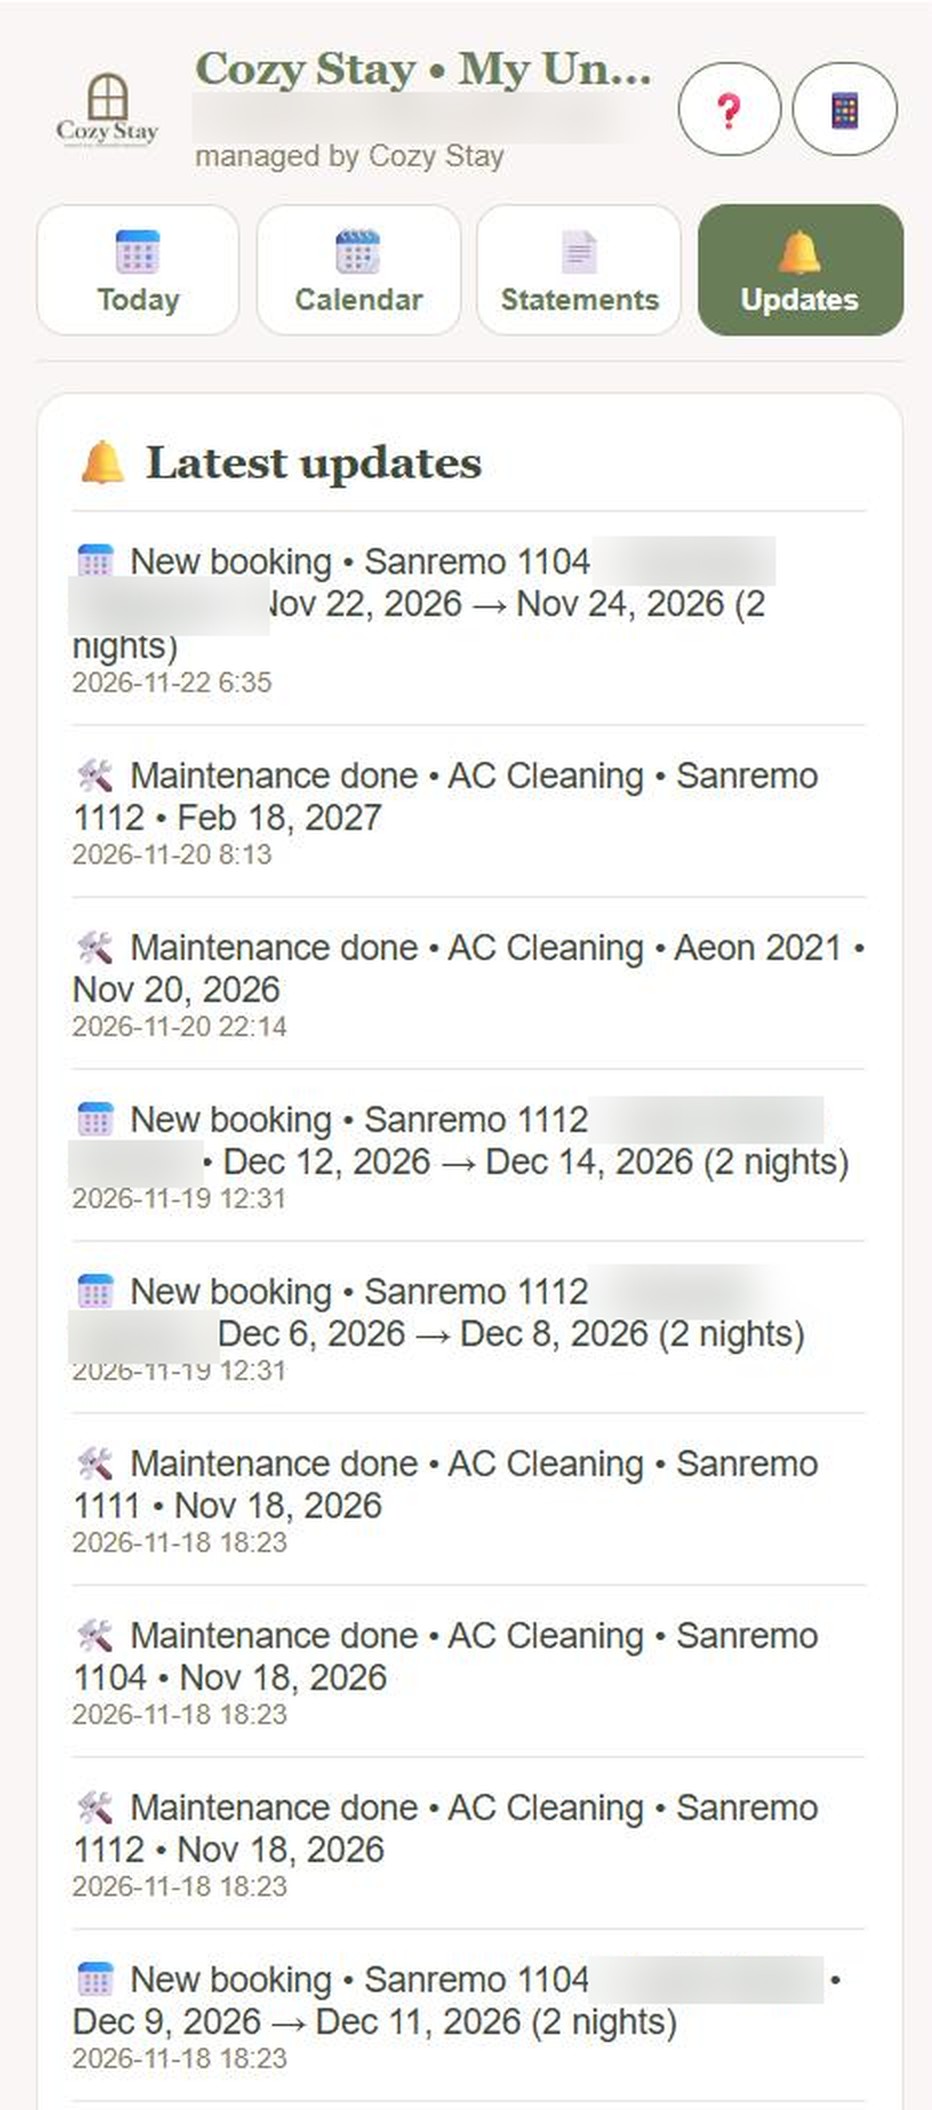 Cozy Stay
Cozy Stay • My Un...
managed by Cozy Stay
Today
Calendar
Statements
Updates
Latest updates
New booking • Sanremo 1104
Nov 22, 2026 → Nov 24, 2026 (2
nights)
2026-11-22 6:35
Maintenance done • AC Cleaning • Sanremo
1112 • Feb 18, 2027
2026-11-20 8:13
Maintenance done • AC Cleaning • Aeon 2021 •
Nov 20, 2026
2026-11-20 22:14
New booking • Sanremo 1112
• Dec 12, 2026 → Dec 14, 2026 (2 nights)
2026-11-19 12:31
New booking • Sanremo 1112
Dec 6, 2026 → Dec 8, 2026 (2 nights)
2026-11-19 12:31
Maintenance done • AC Cleaning • Sanremo
1111 • Nov 18, 2026
2026-11-18 18:23
Maintenance done • AC Cleaning • Sanremo
1104 • Nov 18, 2026
2026-11-18 18:23
Maintenance done • AC Cleaning • Sanremo
1112 • Nov 18, 2026
2026-11-18 18:23
New booking • Sanremo 1104 •
Dec 9, 2026 → Dec 11, 2026 (2 nights)
2026-11-18 18:23